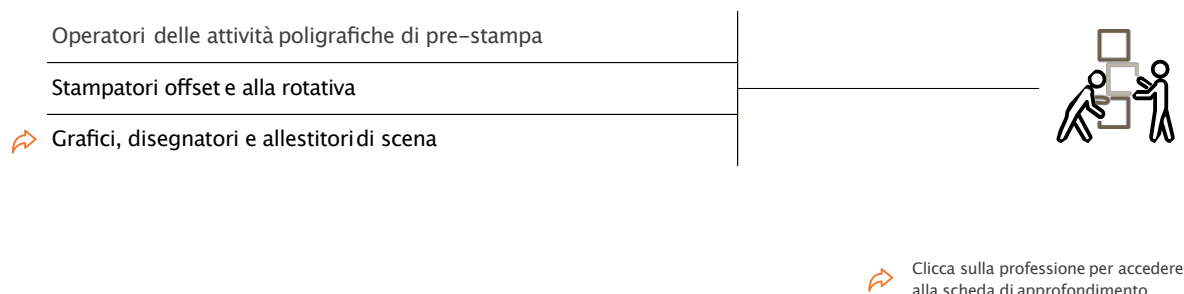 Operatori delle attività poligrafiche di pre-stampa
Stampatori offset e alla rotativa
Grafici, disegnatori e allestitori di scena
Clicca sulla professione per accedere
alla scheda di approfondimento